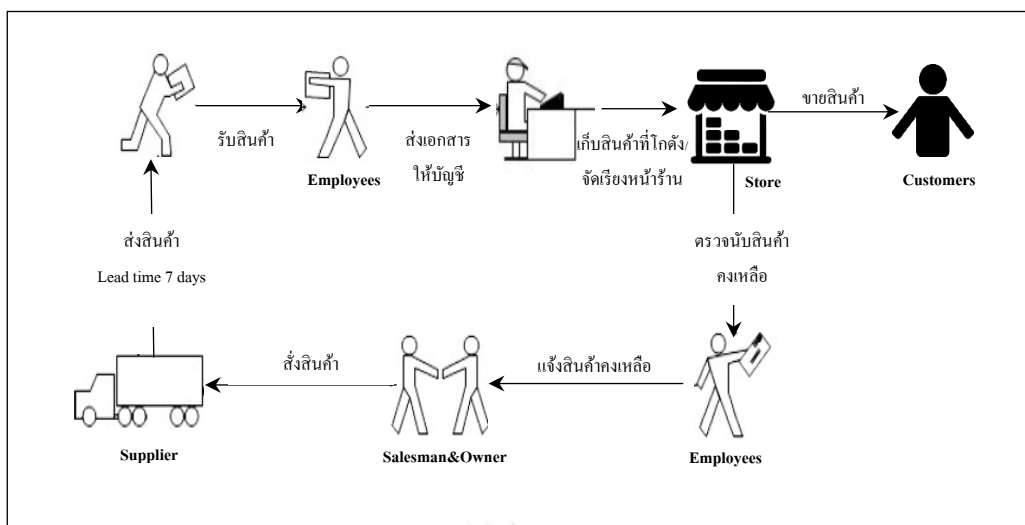 รับสินค้า
Employees
ส่งเอกสาร
ให้บัญชี
เก็บสินค้าที่โกดัง/
จัดเรียงหน้าร้าน
Store
ขายสินค้า
Customers
ส่งสินค้า
Lead time 7 days
ตรวจนับสินค้า
คงเหลือ
Supplier
สั่งสินค้า
Salesman&Owner
แจ้งสินค้าคงเหลือ
Employees